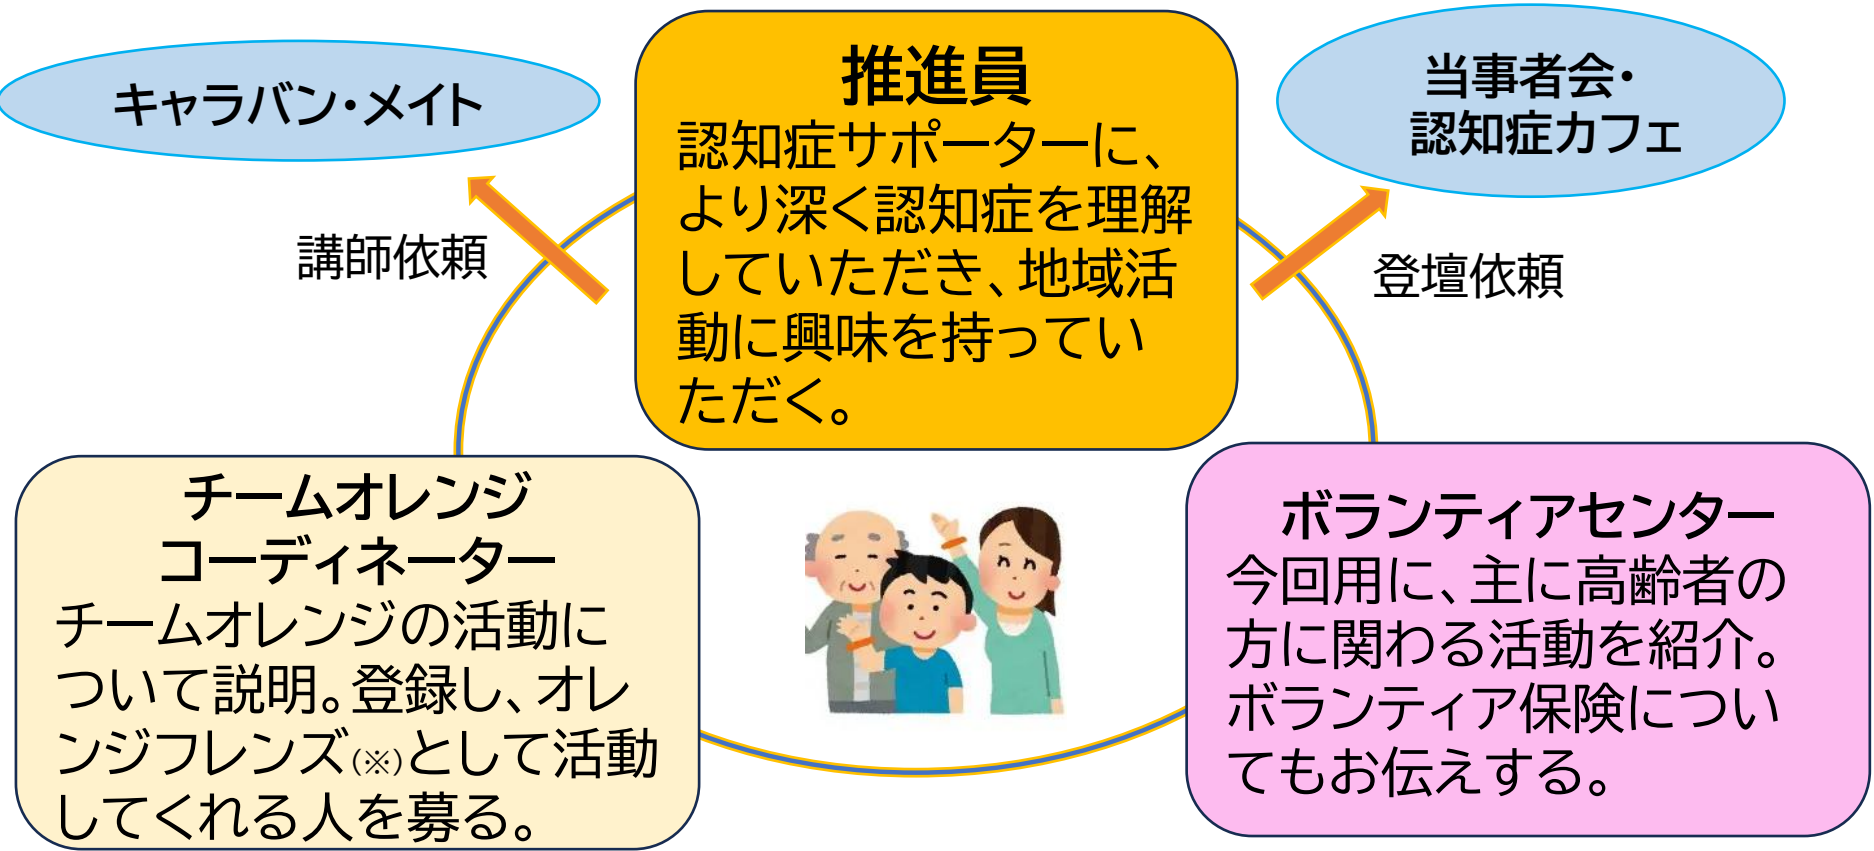 キャラバン・メイト
推進員
認知症サポーターに、
より深く認知症を理解
していただき、地域活
動に興味を持ってい
ただく。
当事者会・
認知症カフェ
講師依頼
登壇依頼
チームオレンジ
コーディネーター
チームオレンジの活動に
ついて説明。登録し、オレ
ンジフレンズ(※)として活動
してくれる人を募る。
ボランティアセンター
今回用に、主に高齢者の
方に関わる活動を紹介。
ボランティア保険につい
てもお伝えする。